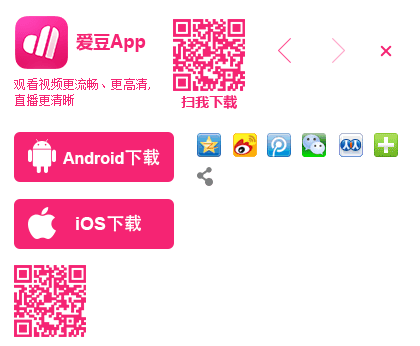 爱豆App
观看视频更流畅、更高清,
直播更清晰
扫我下载
Android下载
iOS下载